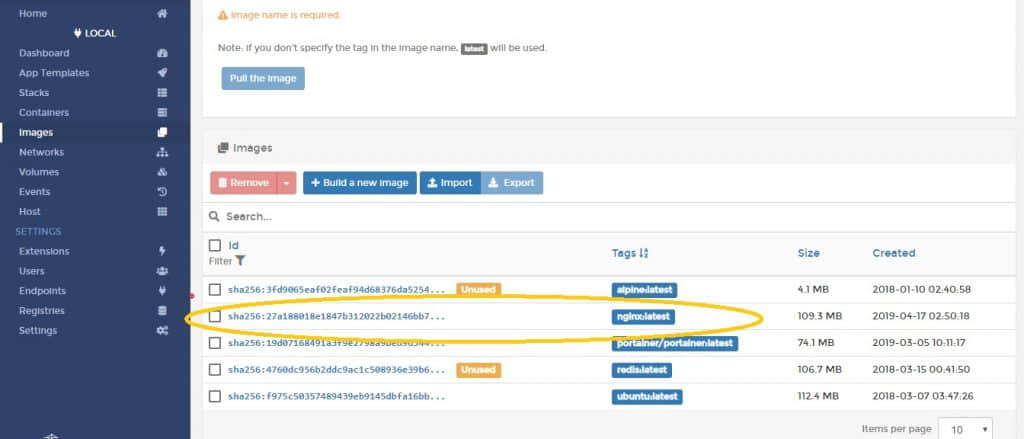 Home
LOCAL
Dashboard
App Templates
Stacks
Containers
Images
Networks
Volumes
Events
Host
SETTINGS
Extensions
Users
Endpoints
Registries
Settings
Image name is required.
Note: if you don't specify the tag in the image name, latest will be used.
Pull the image
Images
Remove + Build a new image Import Export
Search...
Id Tags Size Created
Filter
sha256:3fd9065eaf02feaf94d68376da5254... Unused alpine:latest 4.1 MB 2018-01-10 02:40:58
sha256:27a188018e1847b312022b02146bb7... nginx:latest 109.3 MB 2019-04-17 02:50:18
portainer/portainer:latest 74.1 MB 2019-03-05 10:11:17
sha256:4760dc956b2ddc9ac1c508936e39b6... Unused redis:latest 106.7 MB 2018-03-15 00:41:50
sha256:f975c50357489439eb9145dbfa16bb... ubuntu:latest 112.4 MB 2018-03-07 03:47:26
Items per page 10